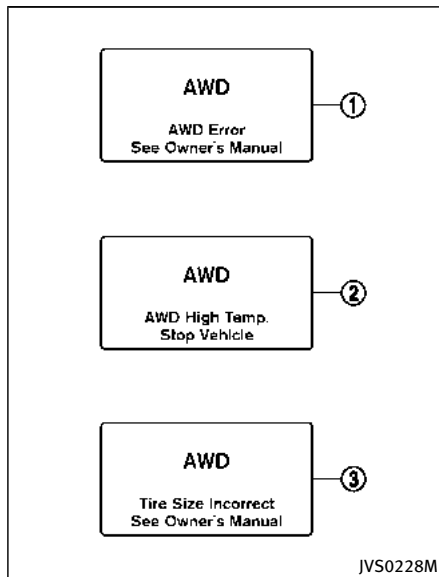 AWD
AWD Error
See Owner's Manual
①
AWD
AWD High Temp.
Stop Vehicle
②
AWD
Tire Size Incorrect
See Owner's Manual
③
JVS0228M